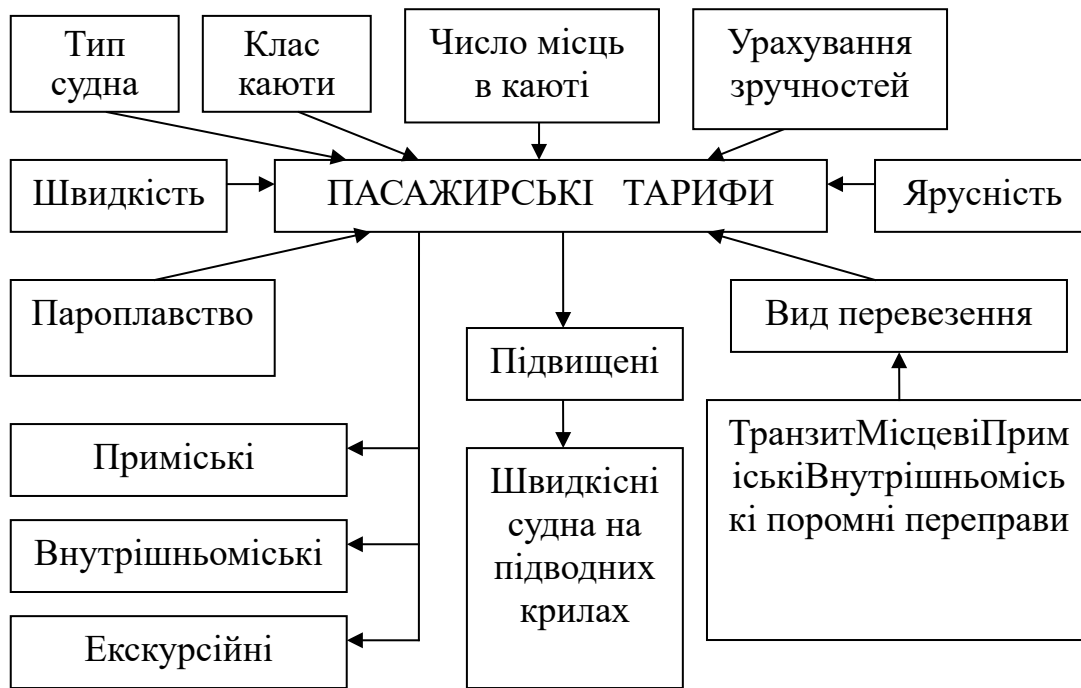 Тип
судна
Клас
каюти
Число місць
в каюті
Урахування
зручностей
Швидкість
ПАСАЖИРСЬКІ ТАРИФИ
Ярусність
Пароплавство
Вид перевезення
Підвищені
Приміські
Внутрішньоміські
Екскурсійні
Швидкісні
судна на
підводних
крилах
ТранзитМісцевіПрим
іськіВнутрішньоміс
кі поромні переправи